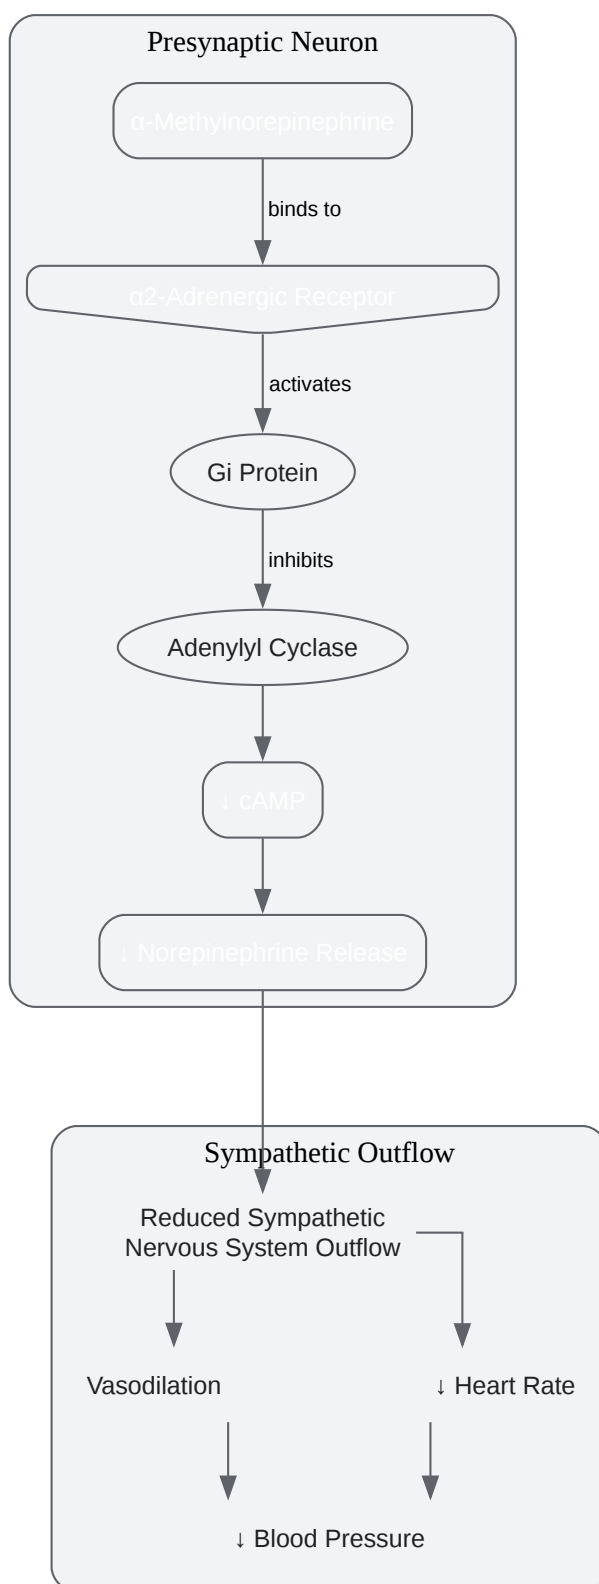 Presynaptic Neuron
α-Methylnorepinephrine
binds to
α2-Adrenergic Receptor
activates
Gi Protein
inhibits
Adenylyl Cyclase
↓ cAMP
↓ Norepinephrine Release
Sympathetic Outflow
Reduced Sympathetic
Nervous System Outflow
Vasodilation
↓ Heart Rate
↓ Blood Pressure